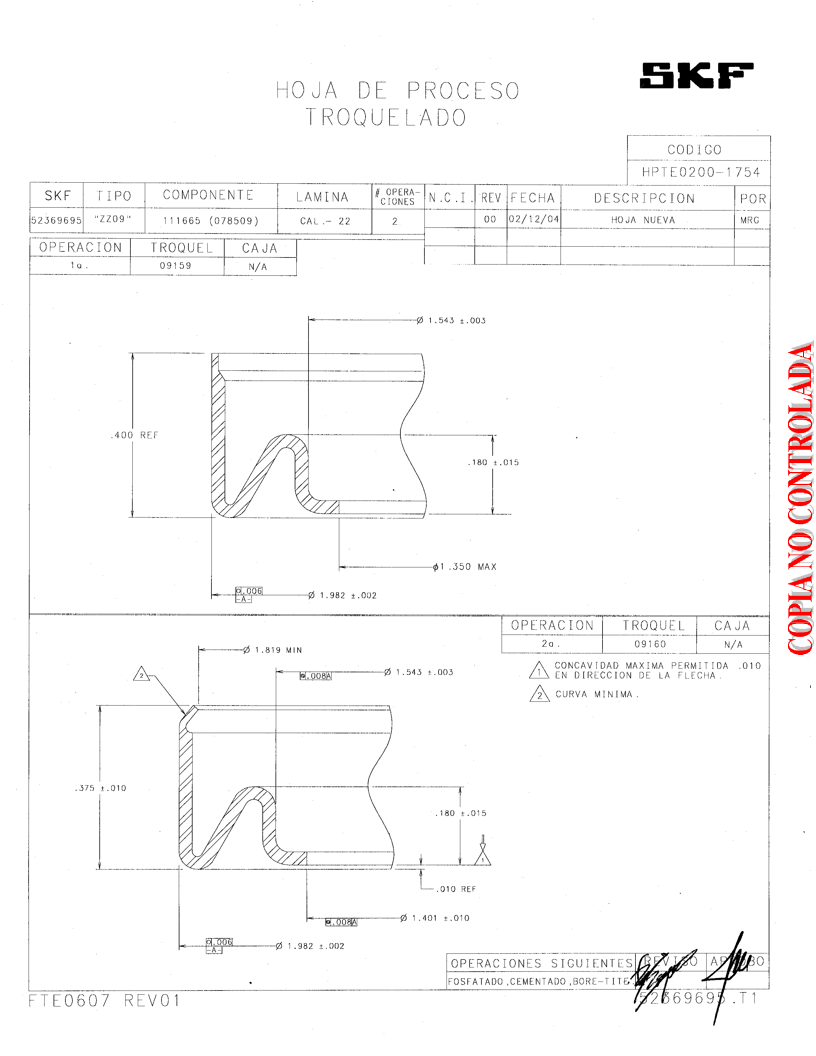 SKF
HOJA DE PROCESO
TROQUELADO
CODIGO
HPTE0200-1754
SKF TIPO COMPONENTE LAMINA # OPERA-CIONES N.C.I. REV FECHA DESCRIPCION POR
52369695 "ZZ09" 111665 (078509) CAL.- 22 2 00 02/12/04 HOJA NUEVA MRG
OPERACION TROQUEL CAJA
1a. 09159 N/A
Ø 1.543 ±.003
.400 REF
.180 ±.015
ø1.350 MAX
.006
-A-
Ø 1.982 ±.002
COPIA NO CONTROLADA
OPERACION TROQUEL CAJA
2a. 09160 N/A
1 CONCAVIDAD MAXIMA PERMITIDA .010
EN DIRECCION DE LA FLECHA.
2 CURVA MINIMA.
Ø 1.819 MIN
2
.008 A
Ø 1.543 ±.003
.375 ±.010
.180 ±.015
1
.010 REF
.008 A
Ø 1.401 ±.010
.006
-A-
Ø 1.982 ±.002
OPERACIONES SIGUIENTES REVISO APROBO
FOSFATADO,CEMENTADO,BORE-TITE
FTE0607 REV01
52369695.T1